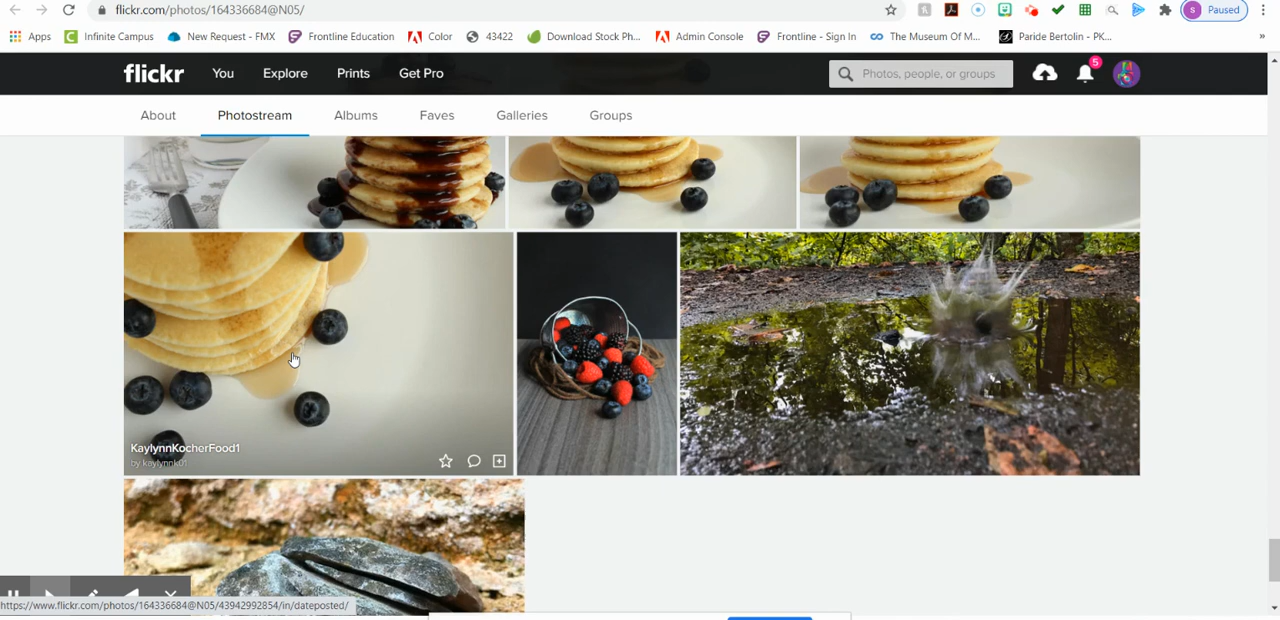 flickr.com/photos/164336684@N05/
S Paused
Apps Infinite Campus New Request - FMX Frontline Education Color 43422 Download Stock Ph... Admin Console Frontline - Sign In The Museum Of M... Paride Bertolin - PK... »
flickr You Explore Prints Get Pro Photos, people, or groups 5
About Photostream Albums Faves Galleries Groups
KaylynnKocherFood1
by kaylynnk01
https://www.flickr.com/photos/164336684@N05/43942992854/in/dateposted/